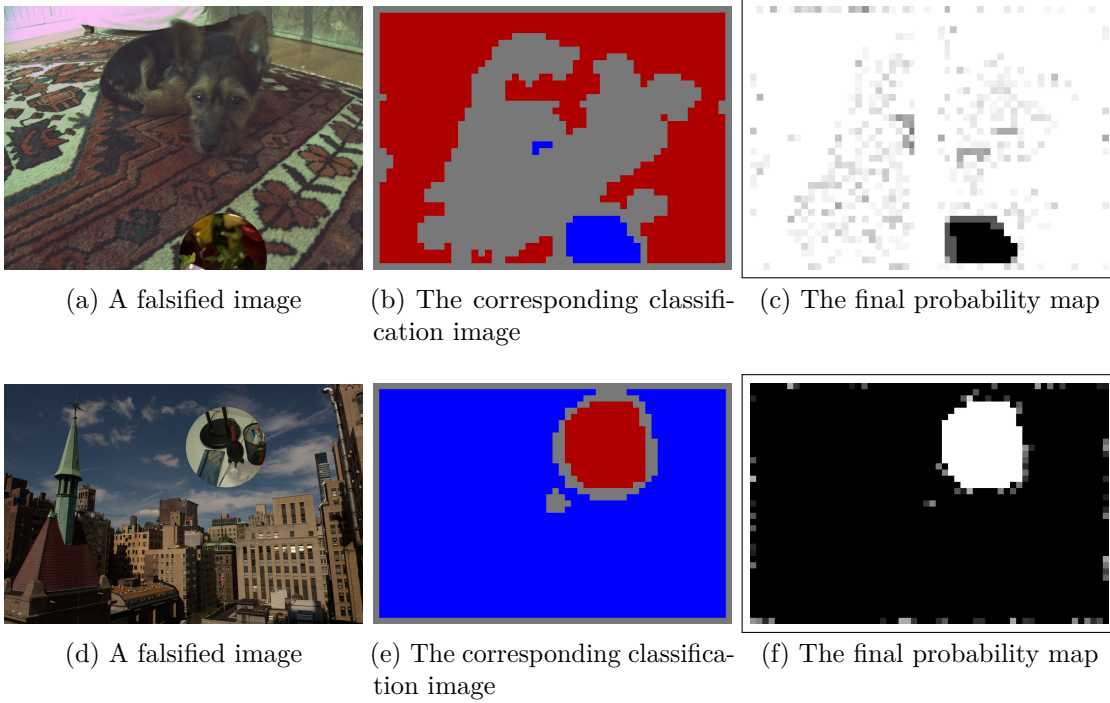 (a) A falsified image
(b) The corresponding classifi-
cation image
(c) The final probability map
(d) A falsified image
(e) The corresponding classifica-
tion image
(f) The final probability map